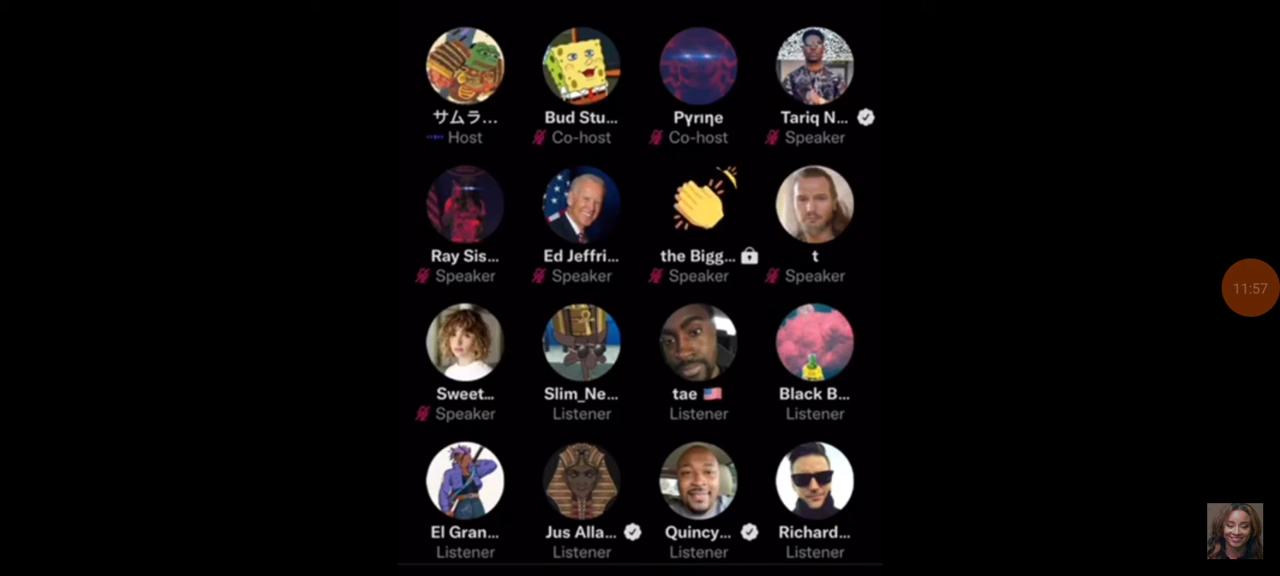 サムラ... Bud Stu... Pγrıηe Tariq N...
Host Co-host Co-host Speaker
Ray Sis... Ed Jeffri... the Bigg... t
Speaker Speaker Speaker Speaker
11:57
Sweet... Slim_Ne... tae Black B...
Speaker Listener Listener Listener
El Gran... Jus Alla... Quincy... Richard...
Listener Listener Listener Listener